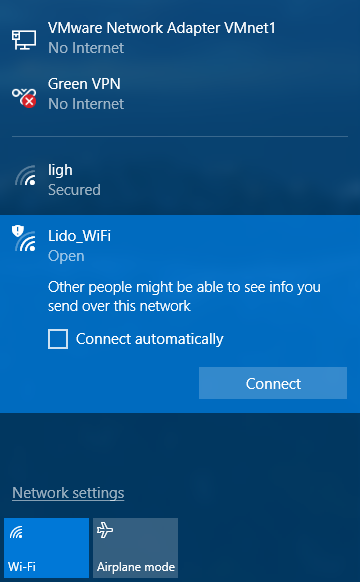 VMware Network Adapter VMnet1
No Internet
Green VPN
No Internet
ligh
Secured
Lido_WiFi
Open
Other people might be able to see info you
send over this network
Connect automatically
Connect
Network settings
Wi-Fi
Airplane mode